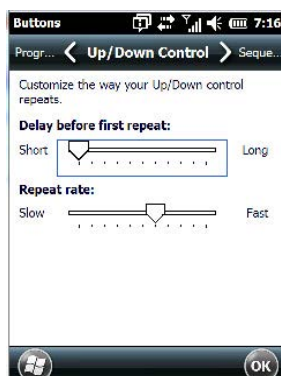 Buttons 7:16
Progr... Up/Down Control Seque...
Customize the way your Up/Down control
repeats.
Delay before first repeat:
Short Long
Repeat rate:
Slow Fast
OK